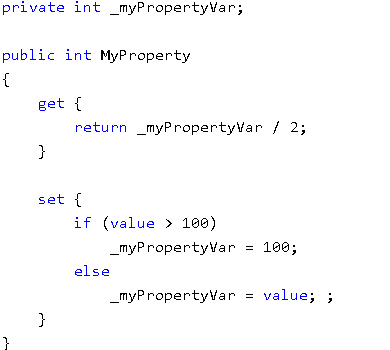 private int _myPropertyVar;

public int MyProperty
{
    get {
        return _myPropertyVar / 2;
    }

    set {
        if (value > 100)
            _myPropertyVar = 100;
        else
            _myPropertyVar = value; ;
    }
}